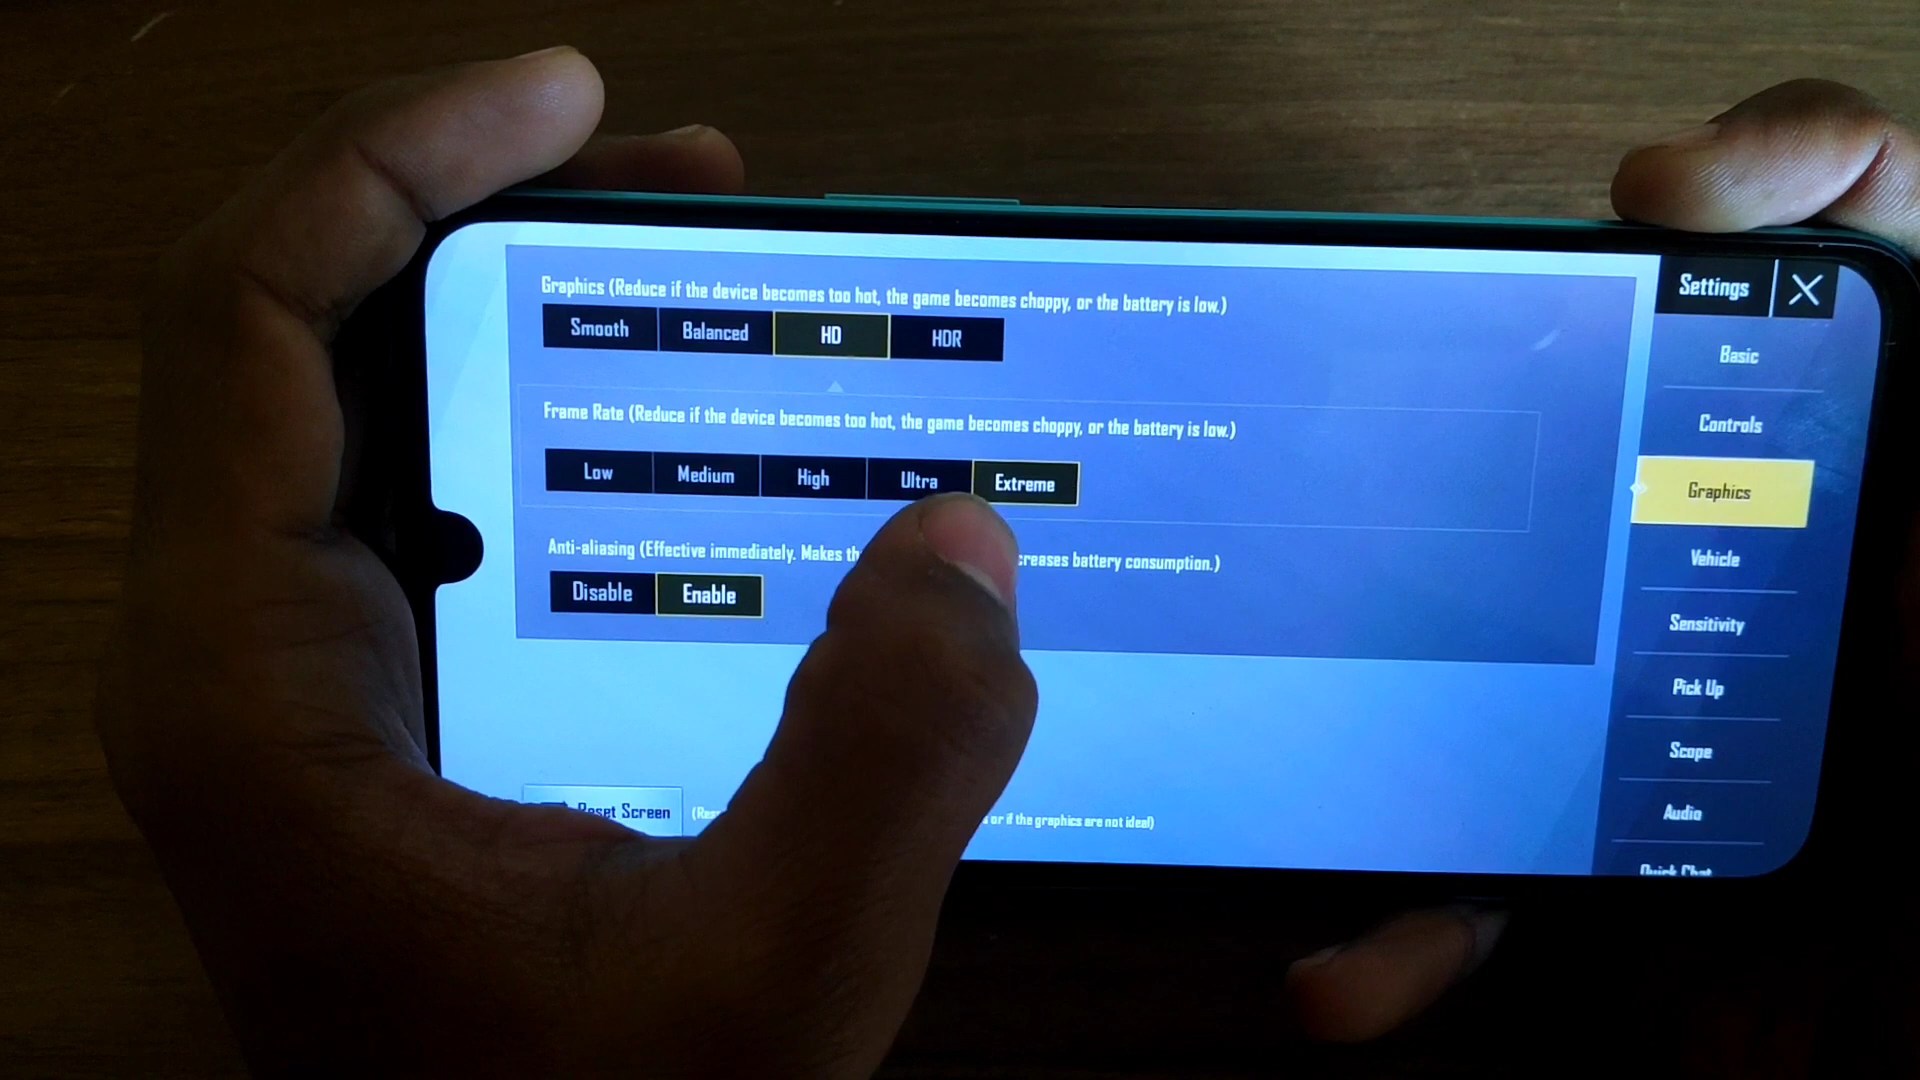 Graphics (Reduce if the device becomes too hot, the game becomes choppy, or the battery is low.)
Smooth Balanced HD HDR
Frame Rate (Reduce if the device becomes too hot, the game becomes choppy, or the battery is low.)
Low Medium High Ultra Extreme
Anti-aliasing (Effective immediately. Makes battery consumption.)
Disable Enable
Screen or if the graphics are not ideal)
Settings
Basic
Controls
Graphics
Vehicle
Sensitivity
Pick Up
Scope
Audio
Quick Chat